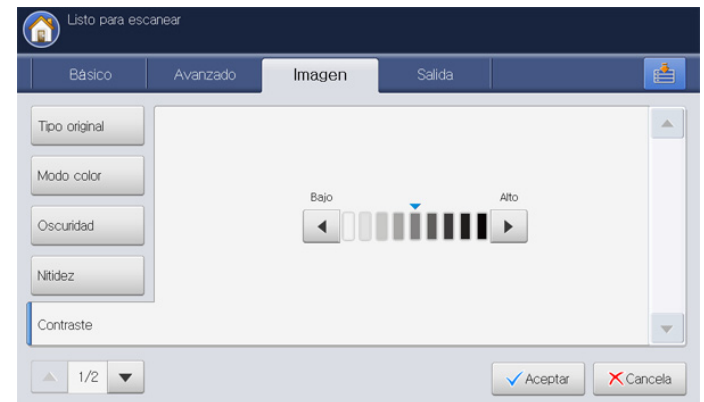 Listo para escanear
Básico Avanzado Imagen Salida
Tipo original
Modo color
Bajo Alto
Oscuridad
Nitidez
Contraste
1/2 Aceptar Cancela